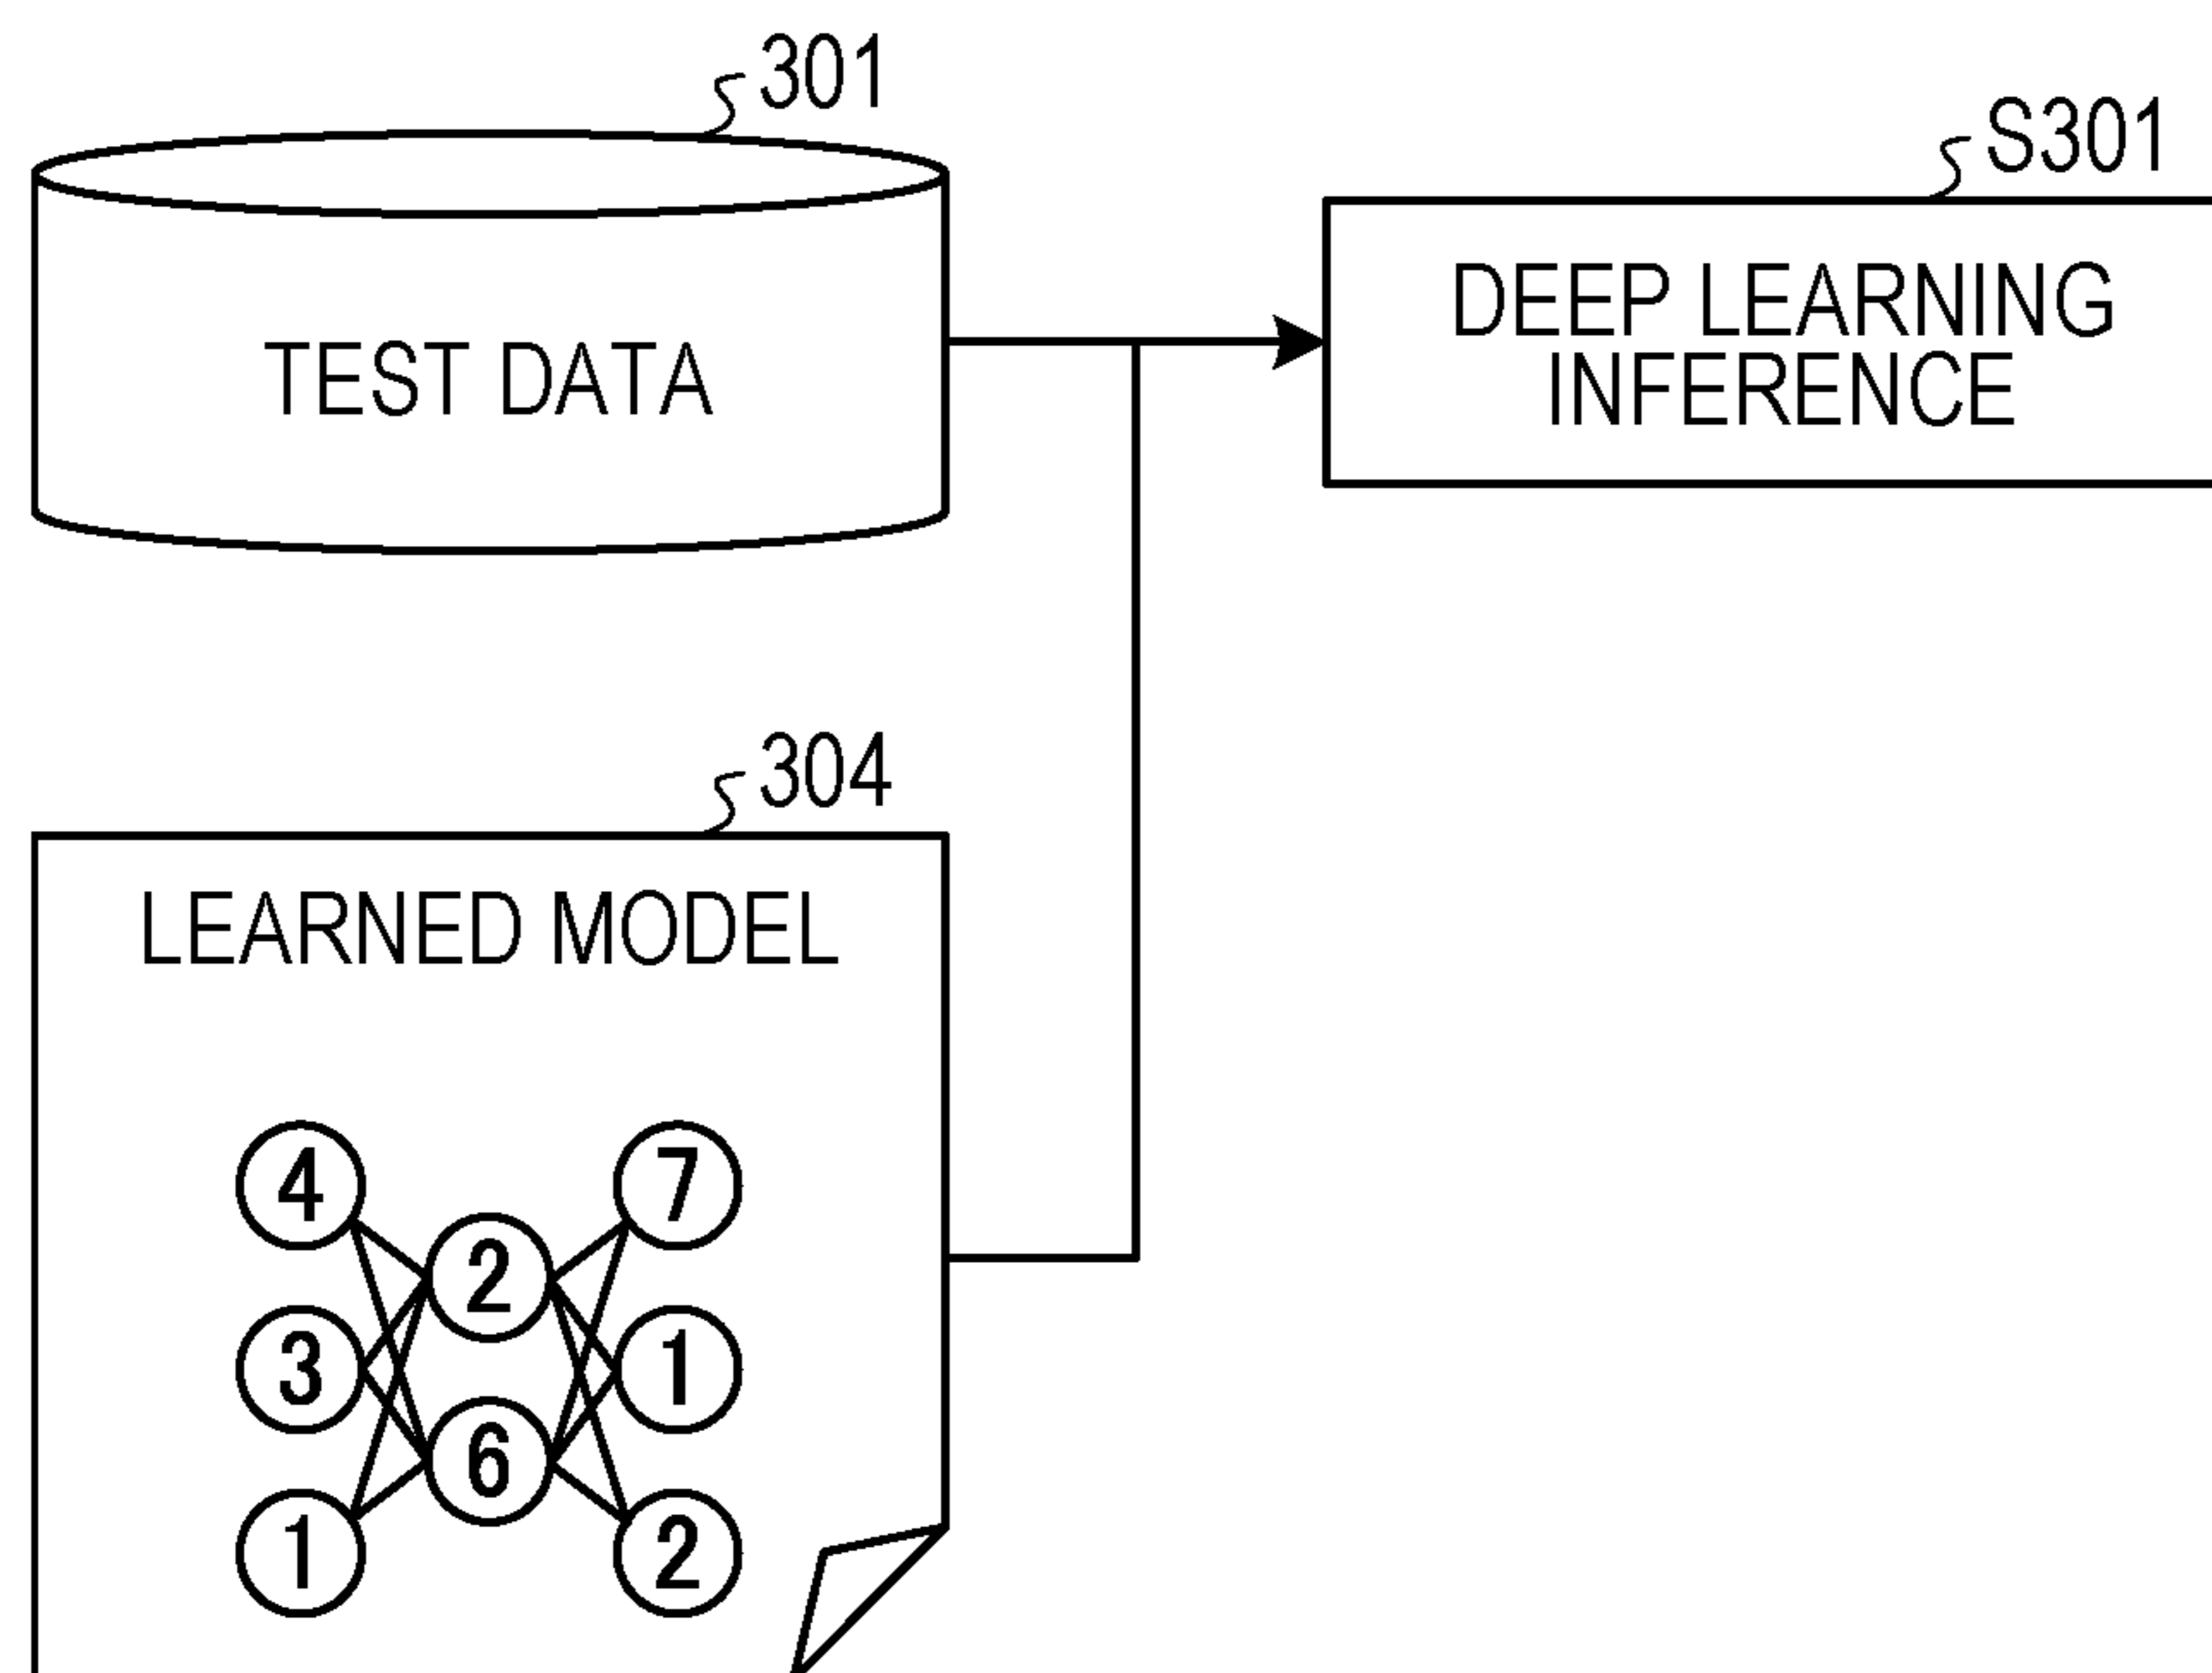 301
TEST DATA
S301
DEEP LEARNING
INFERENCE
304
LEARNED MODEL
4
7
2
3
1
6
1
2